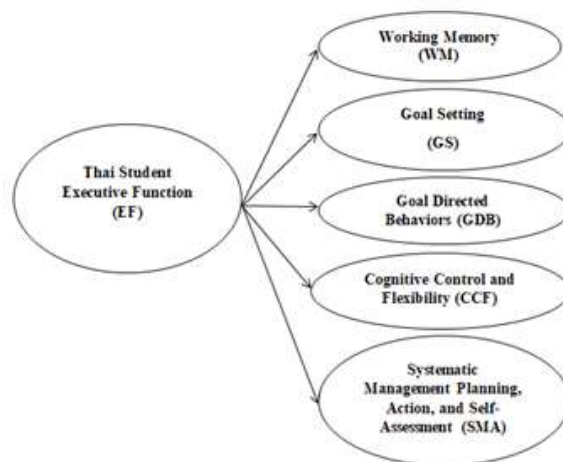 Working Memory
(WM)
Goal Setting
(GS)
Thai Student
Executive Function
(EF)
Goal Directed
Behaviors (GDB)
Cognitive Control and
Flexibility (CCF)
Systematic
Management Planning,
Action, and Self-
Assessment (SMA)